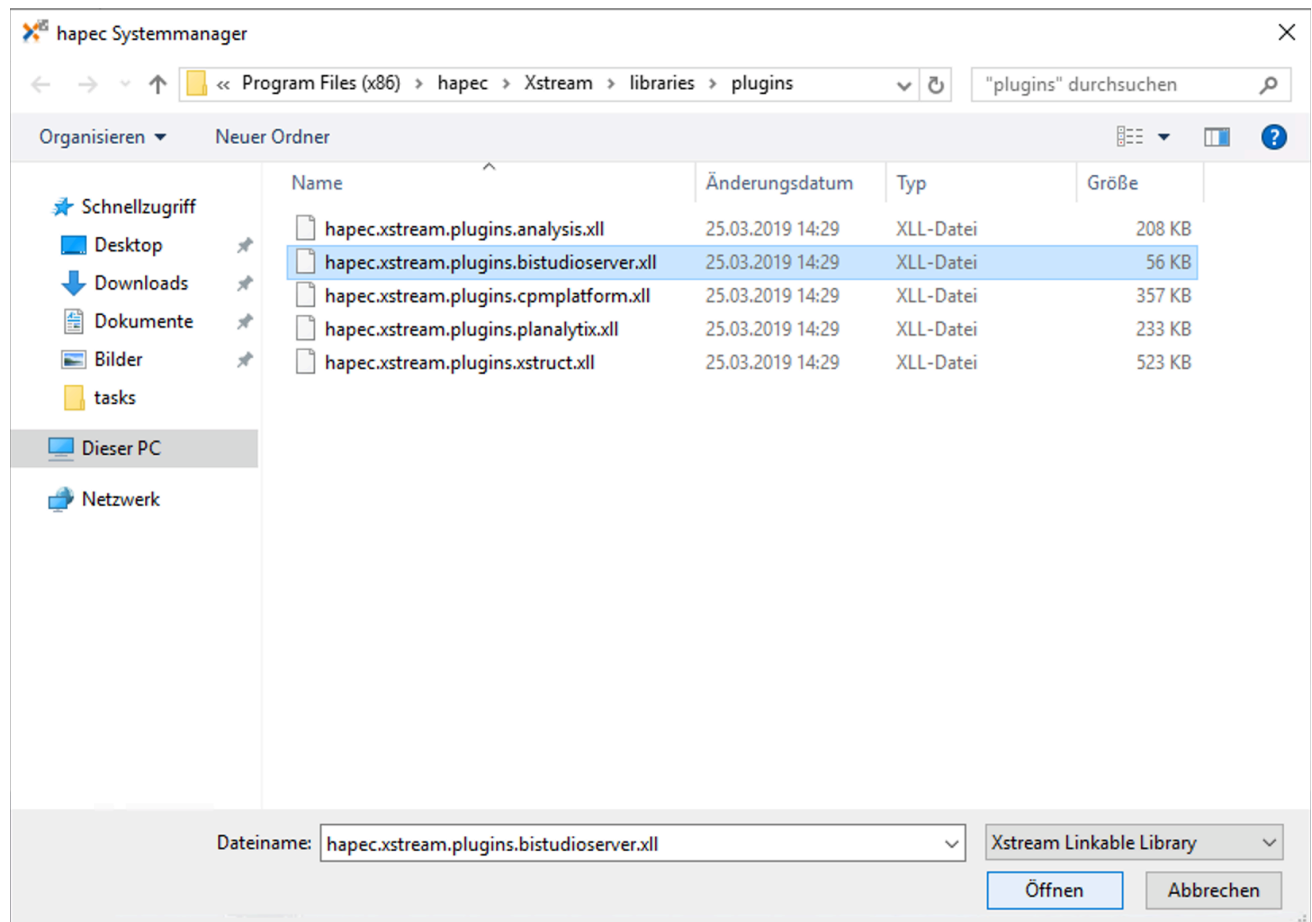 hapec Systemmanager
« Program Files (x86) › hapec › Xstream › libraries › plugins
"plugins" durchsuchen
Organisieren
Neuer Ordner
?
Name
Änderungsdatum
Typ
Größe
Schnellzugriff
Desktop
Downloads
Dokumente
Bilder
tasks
Dieser PC
Netzwerk
hapec.xstream.plugins.analysis.xll 25.03.2019 14:29 XLL-Datei 208 KB
hapec.xstream.plugins.bistudioserver.xll 25.03.2019 14:29 XLL-Datei 56 KB
hapec.xstream.plugins.cpmplatform.xll 25.03.2019 14:29 XLL-Datei 357 KB
hapec.xstream.plugins.planalytix.xll 25.03.2019 14:29 XLL-Datei 233 KB
hapec.xstream.plugins.xstruct.xll 25.03.2019 14:29 XLL-Datei 523 KB
Dateiname: hapec.xstream.plugins.bistudioserver.xll
Xstream Linkable Library
Öffnen
Abbrechen